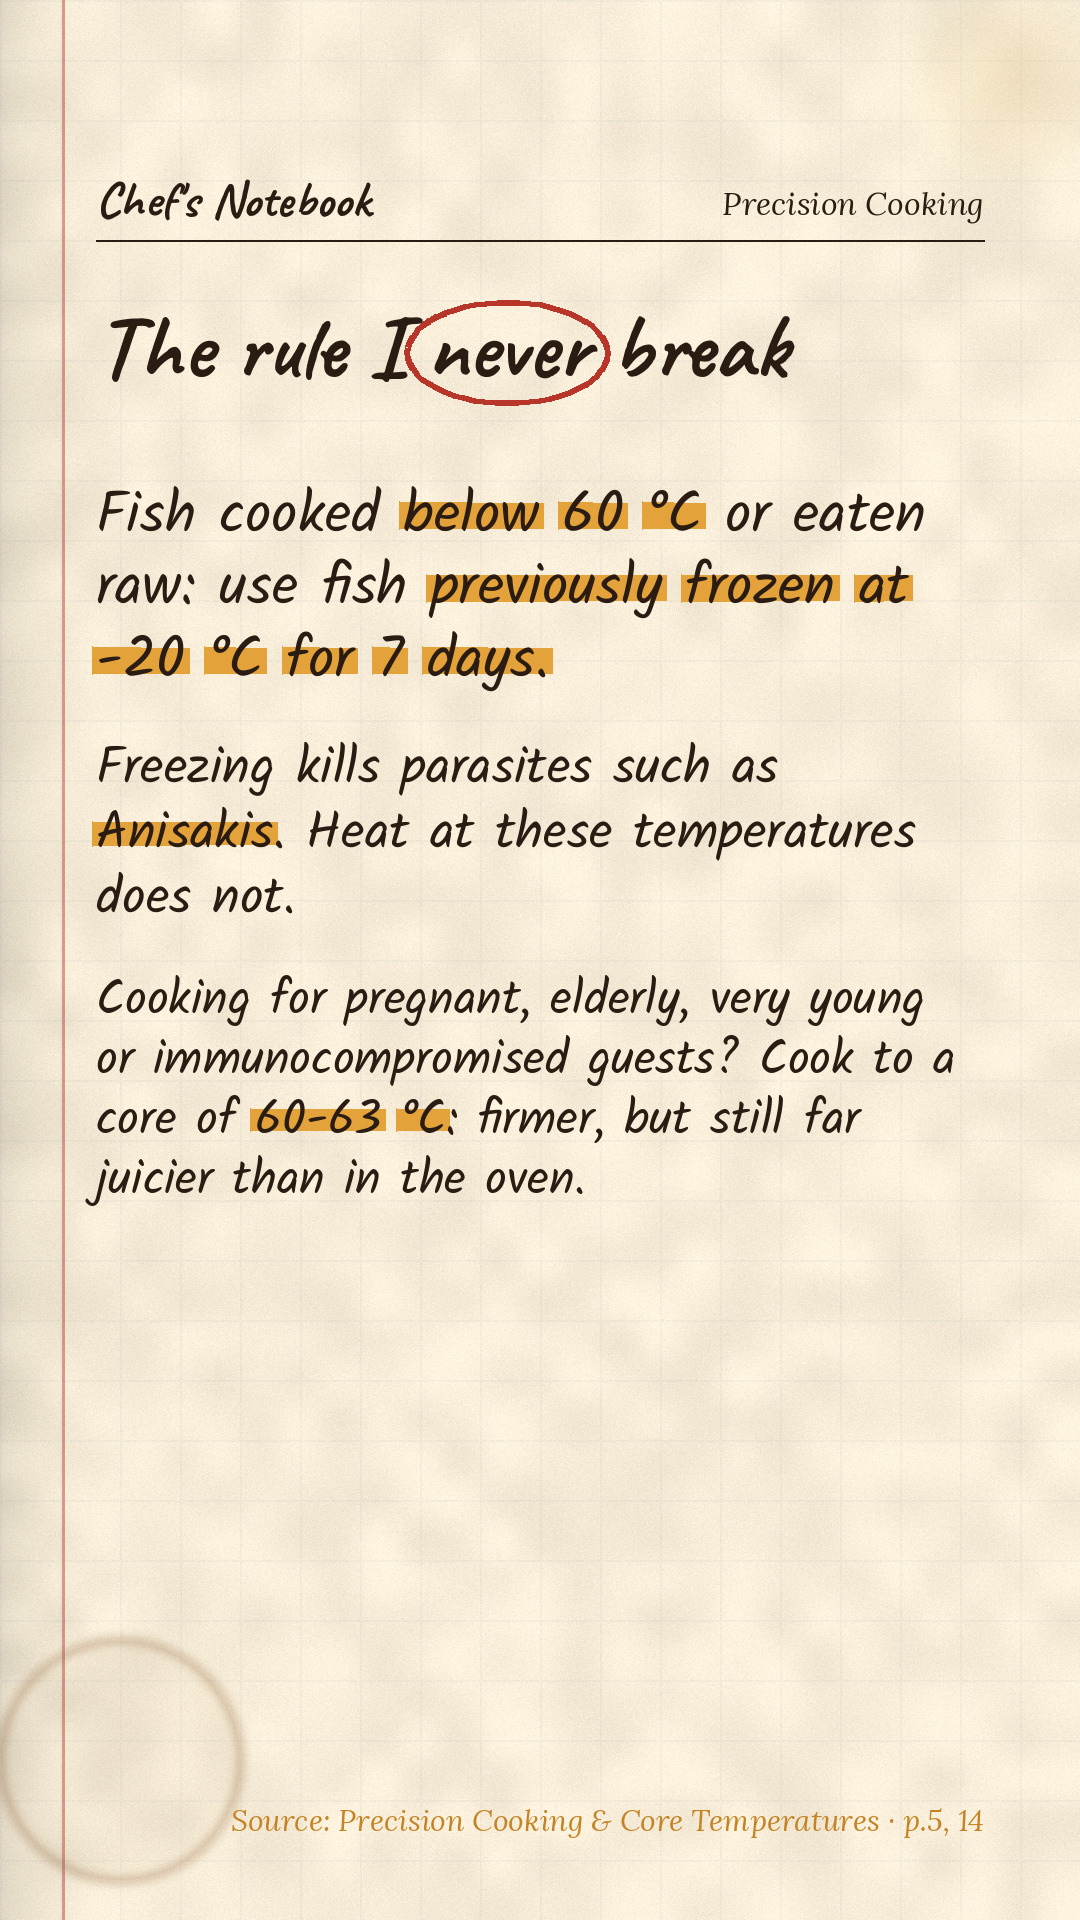 Chef's Notebook
Precision Cooking
The rule I never break
Fish cooked below 60 °C or eaten
raw: use fish previously frozen at
-20 °C for 7 days.
Freezing kills parasites such as
Anisakis. Heat at these temperatures
does not.
Cooking for pregnant, elderly, very young
or immunocompromised guests? Cook to a
core of 60-63 °C: firmer, but still far
juicier than in the oven.
Source: Precision Cooking & Core Temperatures · p.5, 14